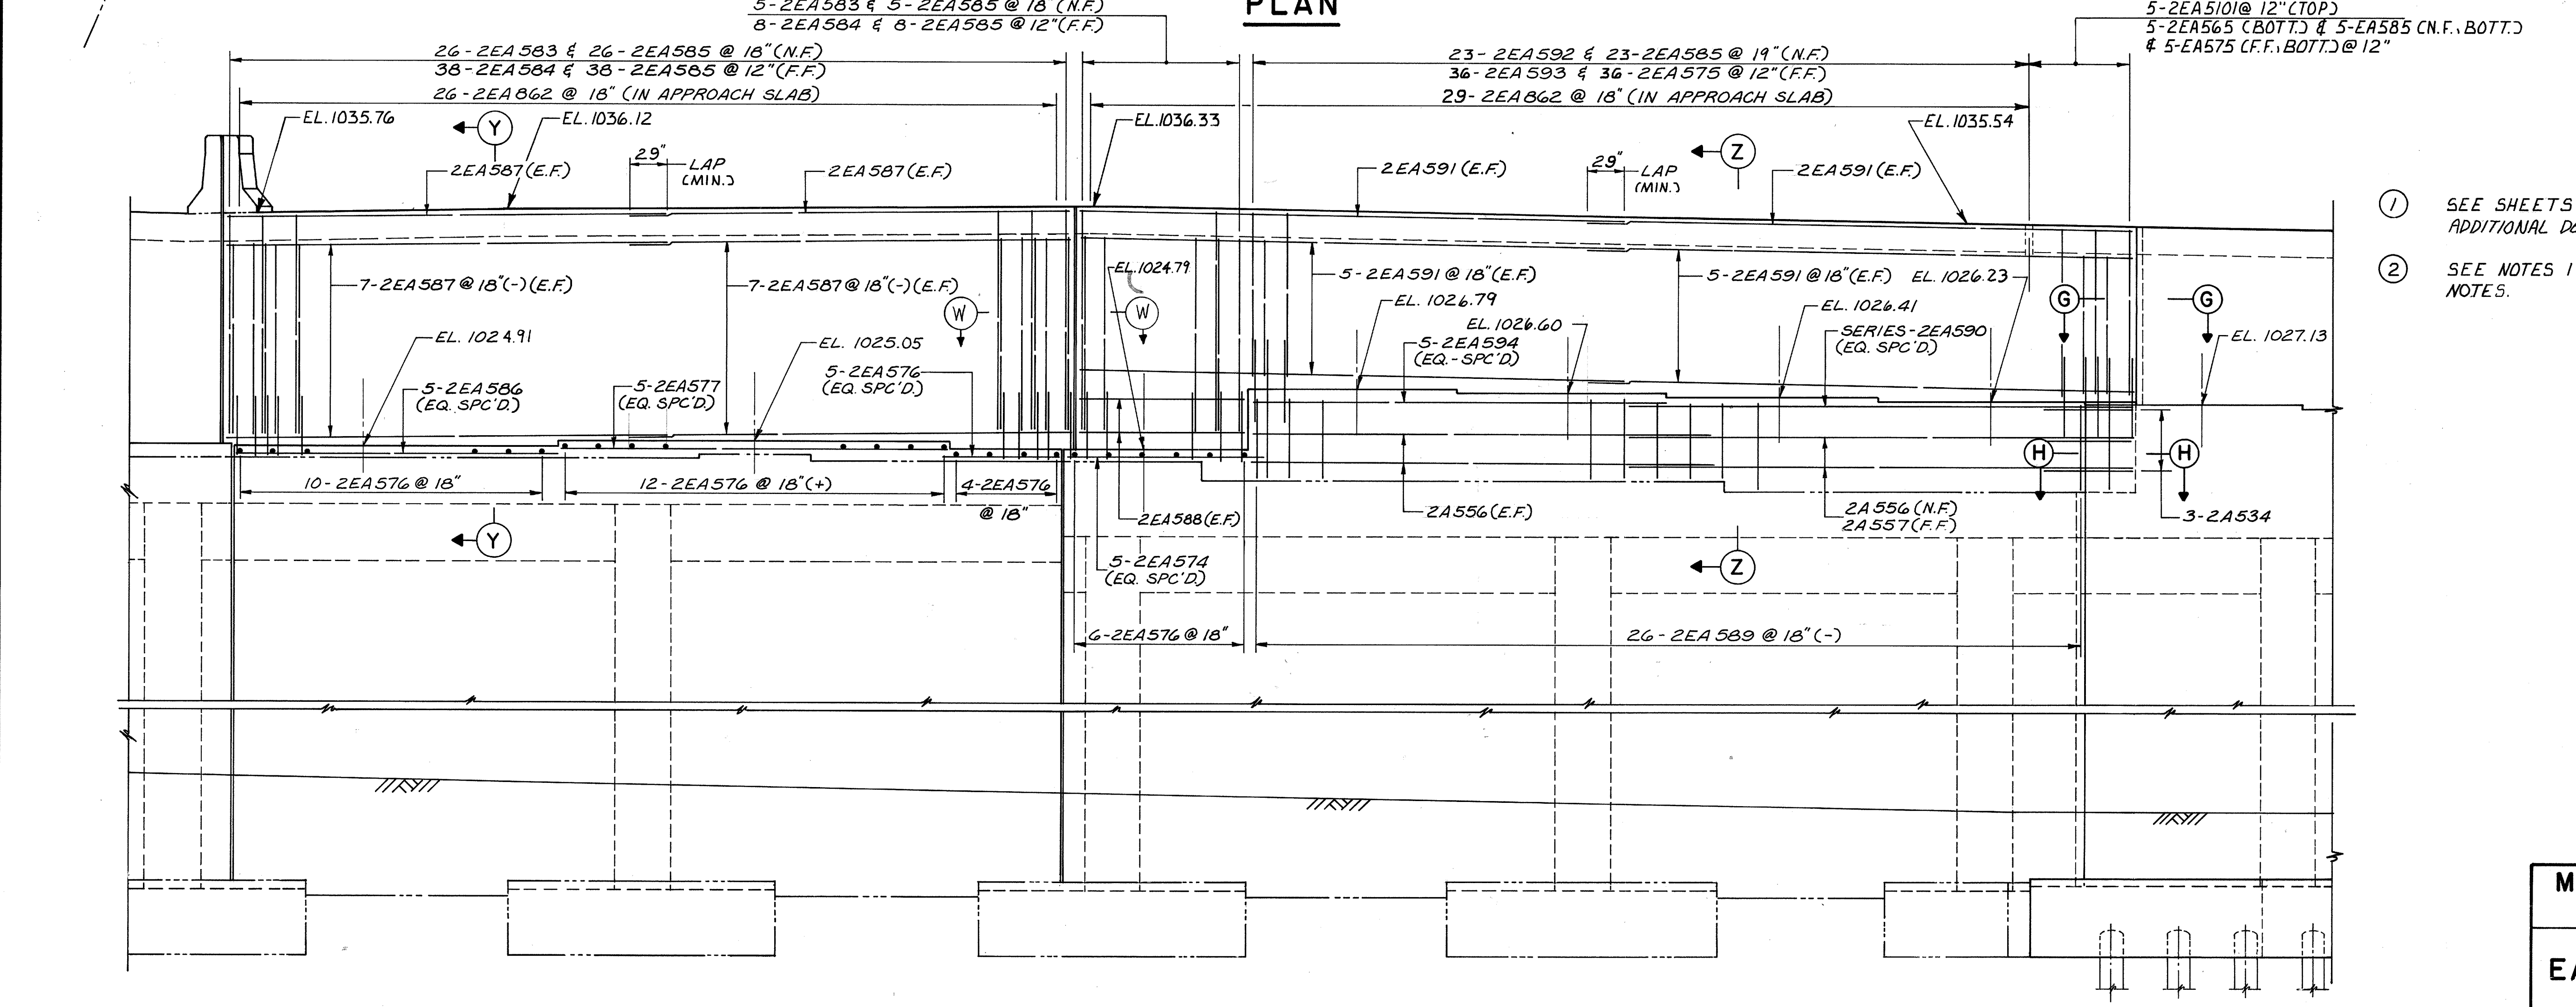 PLAN
5-2EA583 & 5-2EA585 @ 18" (N.F.)
8-2EA584 & 8-2EA585 @ 12" (F.F.)
5-2EA5101 @ 12" (TOP)
5-2EA565 (BOTT.) & 5-EA585 (N.F., BOTT.)
& 5-EA575 (F.F., BOTT.) @ 12"
26-2EA583 & 26-2EA585 @ 18" (N.F.)
38-2EA584 & 38-2EA585 @ 12" (F.F.)
26-2EA862 @ 18" (IN APPROACH SLAB)
23-2EA592 & 23-2EA585 @ 19" (N.F.)
36-2EA593 & 36-2EA575 @ 12" (F.F.)
29-2EA862 @ 18" (IN APPROACH SLAB)
EL. 1035.76
Y
EL. 1036.12
EL. 1036.33
EL. 1035.54
Z
2EA587 (E.F.)
29"
LAP
(MIN.)
2EA587 (E.F.)
2EA591 (E.F.)
29"
LAP
(MIN.)
2EA591 (E.F.)
1 SEE SHEETS
ADDITIONAL
2 SEE NOTES 1
NOTES.
7-2EA587 @ 18" (-) (E.F.)
7-2EA587 @ 18" (-) (E.F.)
EL. 1024.79
5-2EA591 @ 18" (E.F.)
5-2EA591 @ 18" (E.F.)
EL. 1026.23
W
W
EL. 1026.79
EL. 1026.41
G
G
EL. 1024.91
EL. 1025.05
EL. 1026.60
SERIES-2EA590
(EQ. SPC'D.)
EL. 1027.13
5-2EA594
(EQ.-SPC'D)
5-2EA586
(EQ. SPC'D.)
5-2EA577
(EQ. SPC'D.)
5-2EA576
(EQ. SPC'D.)
H
H
10-2EA576 @ 18"
12-2EA576 @ 18" (+)
4-2EA576
@ 18"
2EA588 (E.F.)
2A556 (E.F.)
2A556 (N.F.)
2A557 (F.F.)
3-2A534
Y
5-2EA574
(EQ. SPC'D.)
Z
6-2EA576 @ 18"
26-2EA589 @ 18" (-)
M
EA